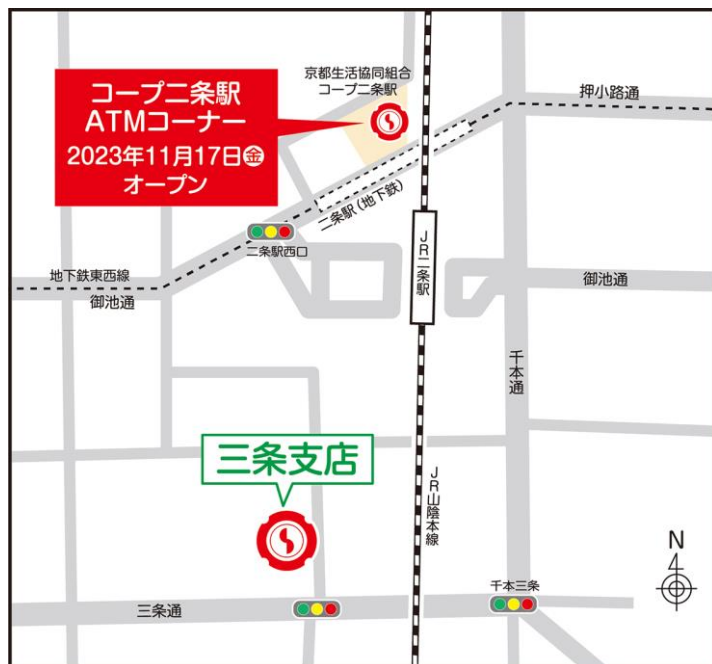 京都生活協同組合
コープ二条駅
コープ二条駅
ATMコーナー
2023年11月17日㊎
オープン
押小路通
二条駅（地下鉄）
二条駅西口
JR二条駅
地下鉄東西線
御池通
御池通
千本通
三条支店
JR山陰本線
N
千本三条
三条通